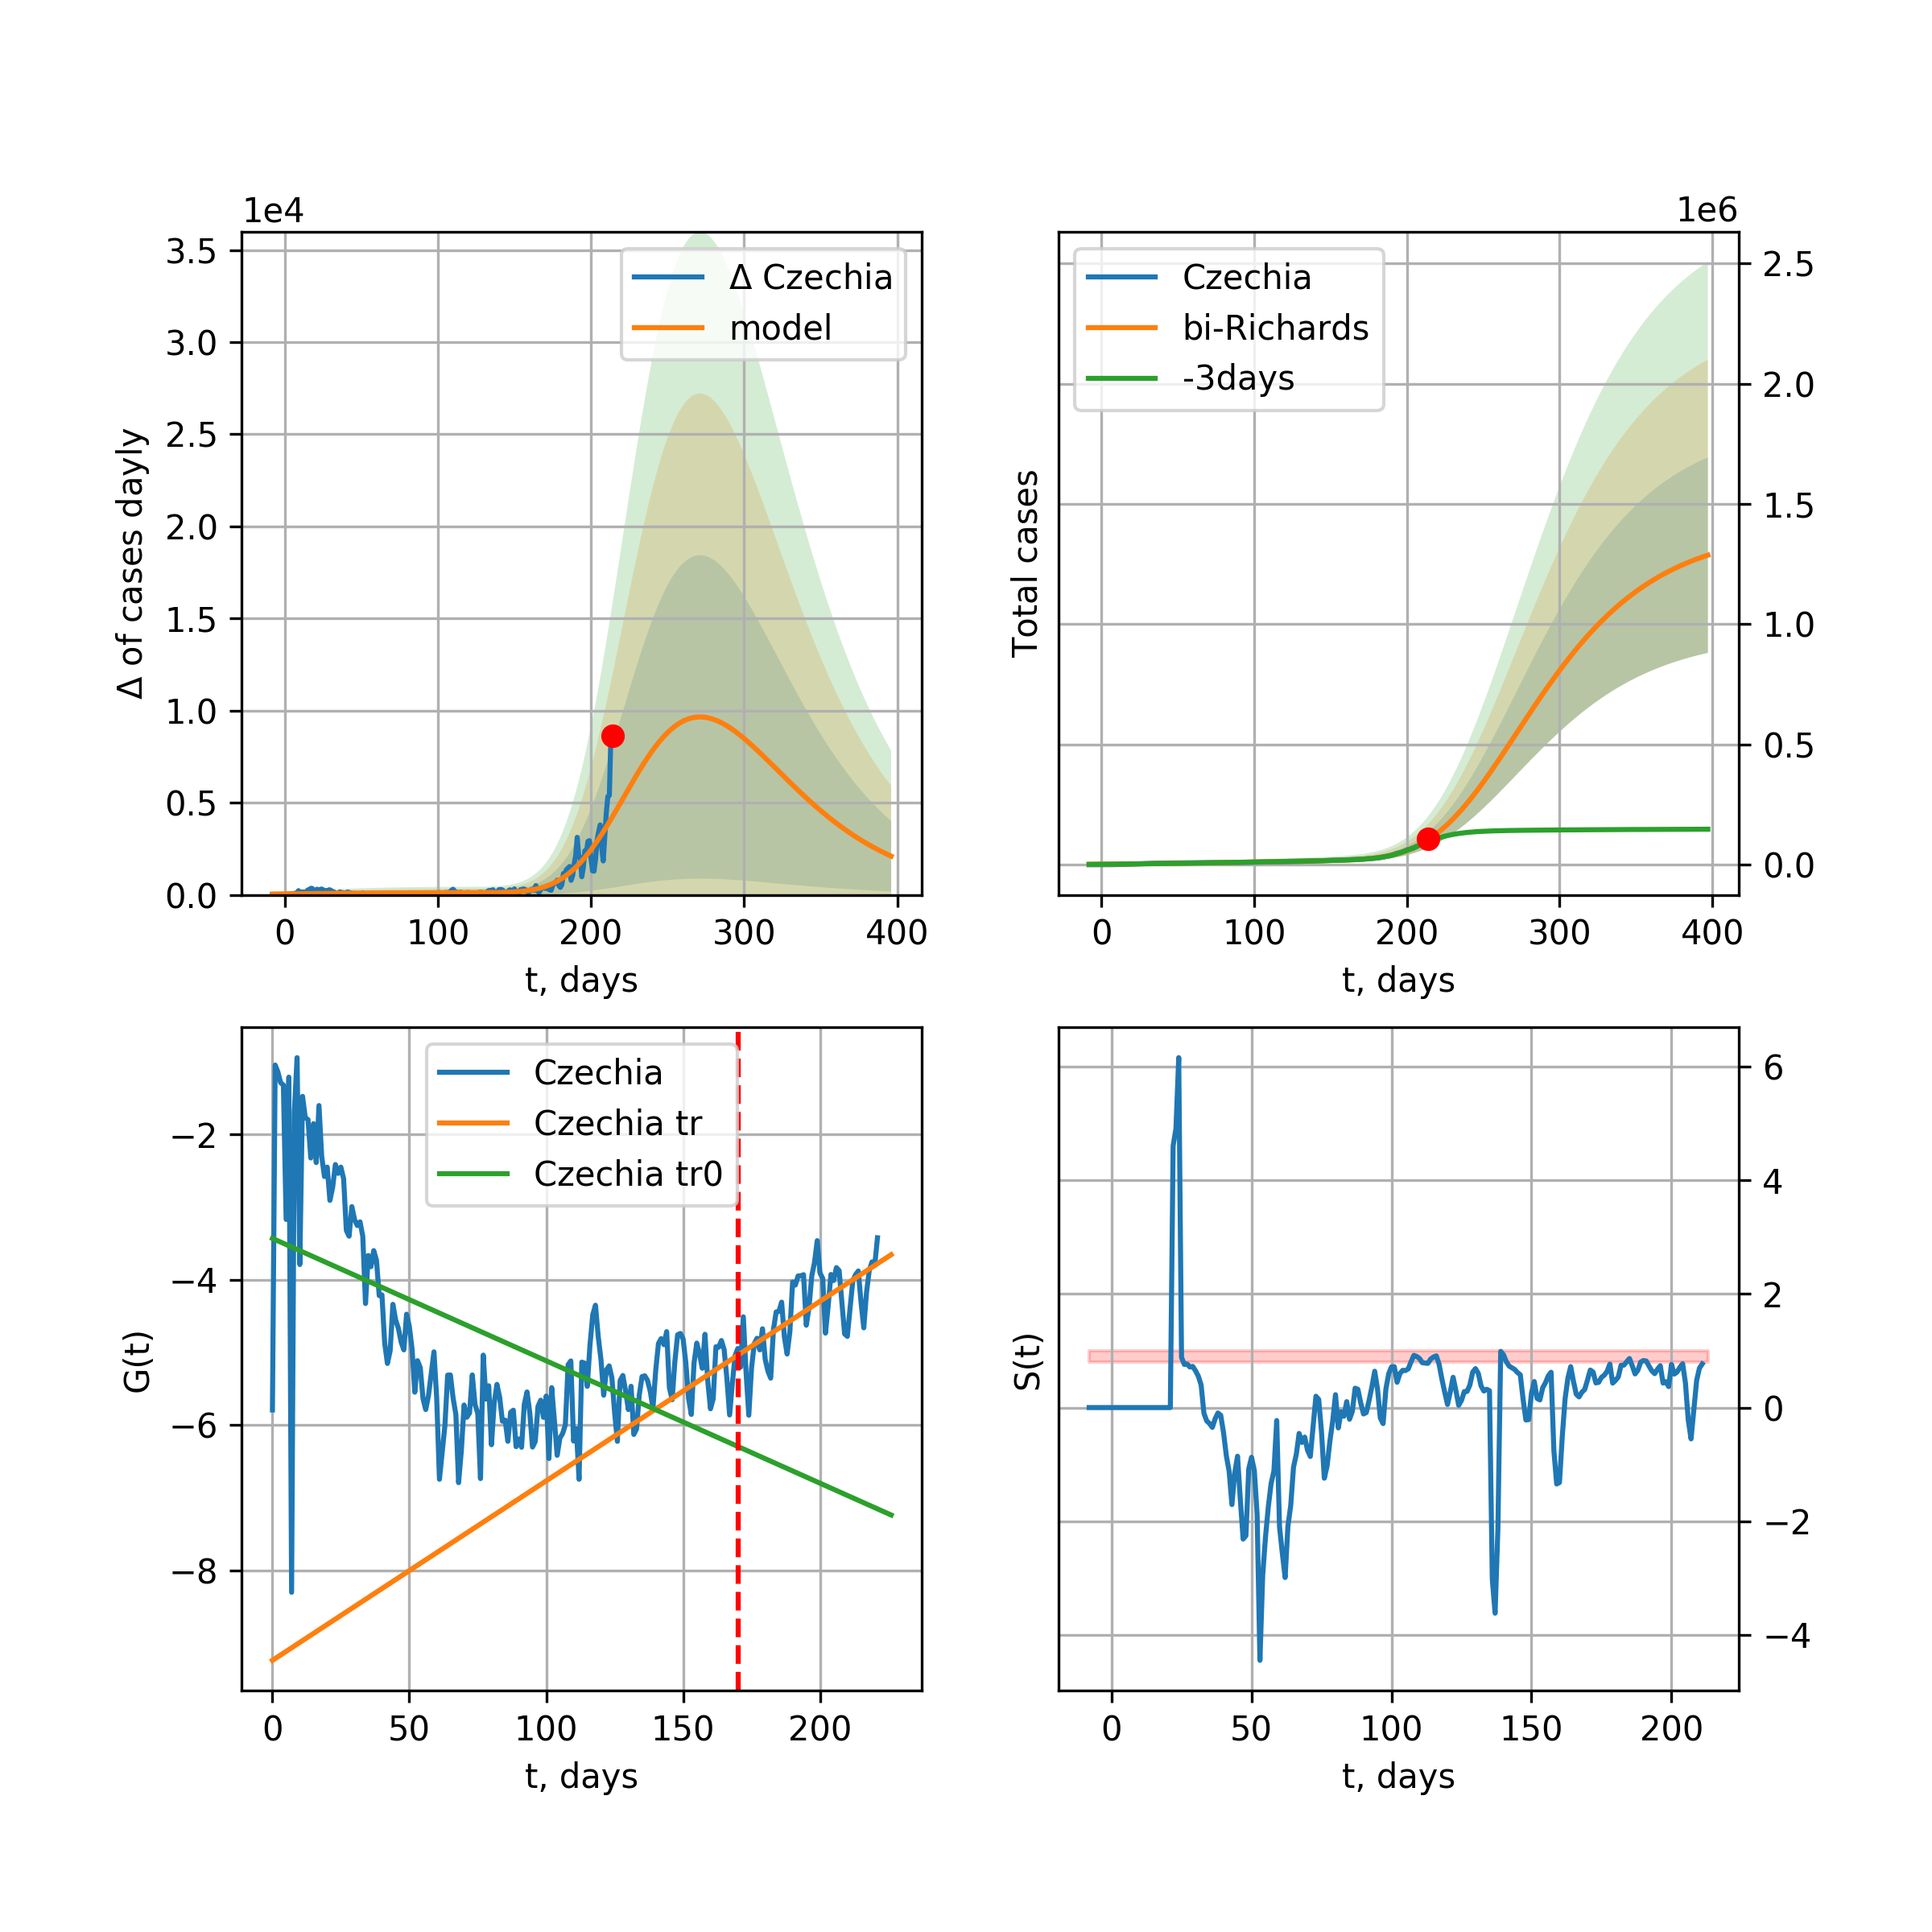 1e4
3.5
3.0
2.5
2.0
1.5
1.0
0.5
0.0
Δ of cases dayly
Δ Czechia
model
0 100 200 300 400
t, days
1e6
Czechia
bi-Richards
-3days
Total cases
2.5
2.0
1.5
1.0
0.5
0.0
0 100 200 300 400
t, days
Czechia
Czechia tr
Czechia tr0
G(t)
−2
−4
−6
−8
0 50 100 150 200
t, days
S(t)
6
4
2
0
−2
−4
0 50 100 150 200
t, days